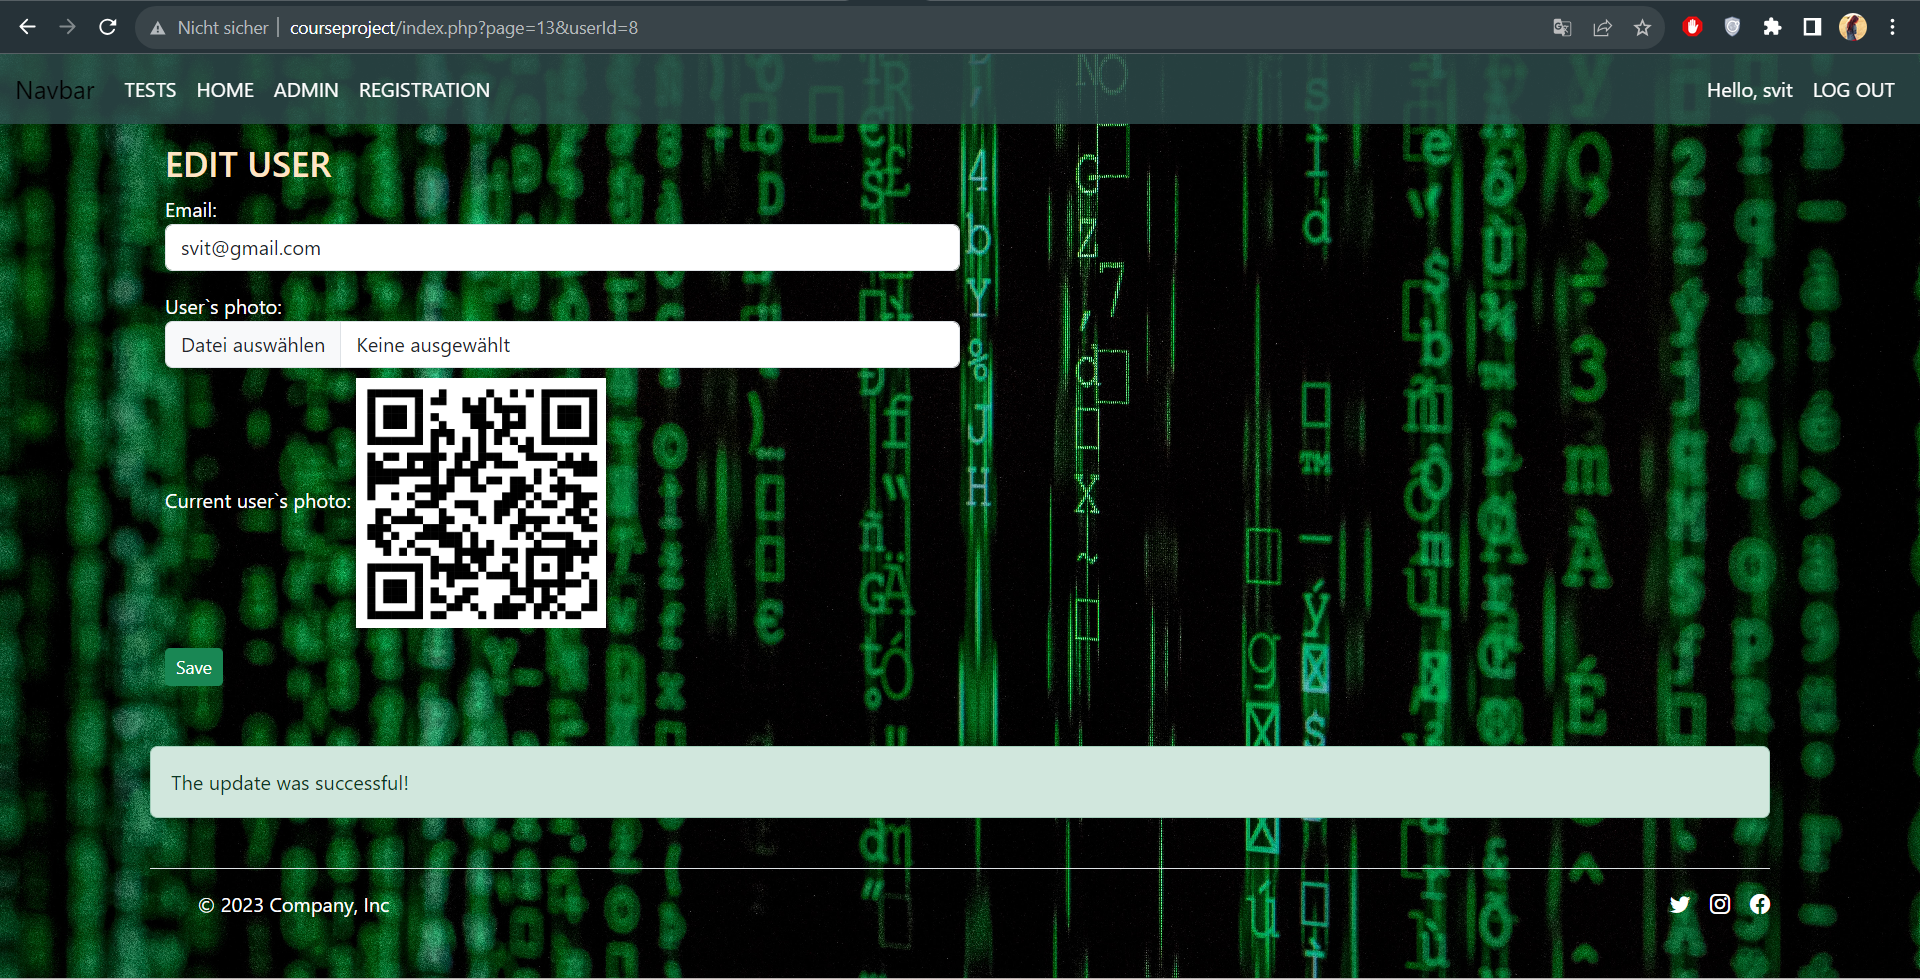 Nicht sicher | courseproject/index.php?page=13&userId=8
Navbar TESTS HOME ADMIN REGISTRATION Hello, svit LOG OUT
EDIT USER
Email:
svit@gmail.com
User`s photo:
Datei auswählen Keine ausgewählt
Current user`s photo:
Save
The update was successful!
© 2023 Company, Inc